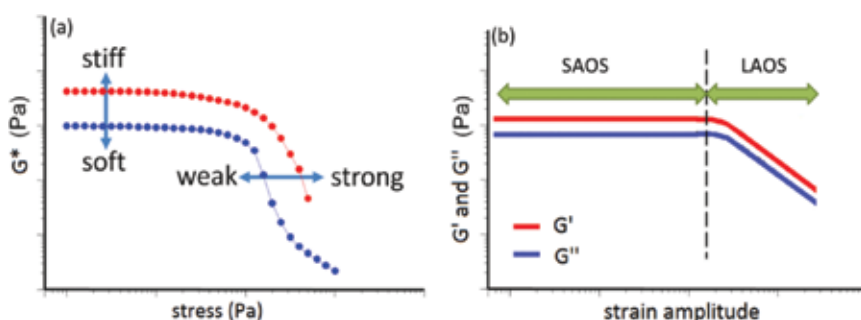 (a)
stiff
soft
weak
strong
G* (Pa)
stress (Pa)
(b)
SAOS
LAOS
G'
G''
G' and G'' (Pa)
strain amplitude